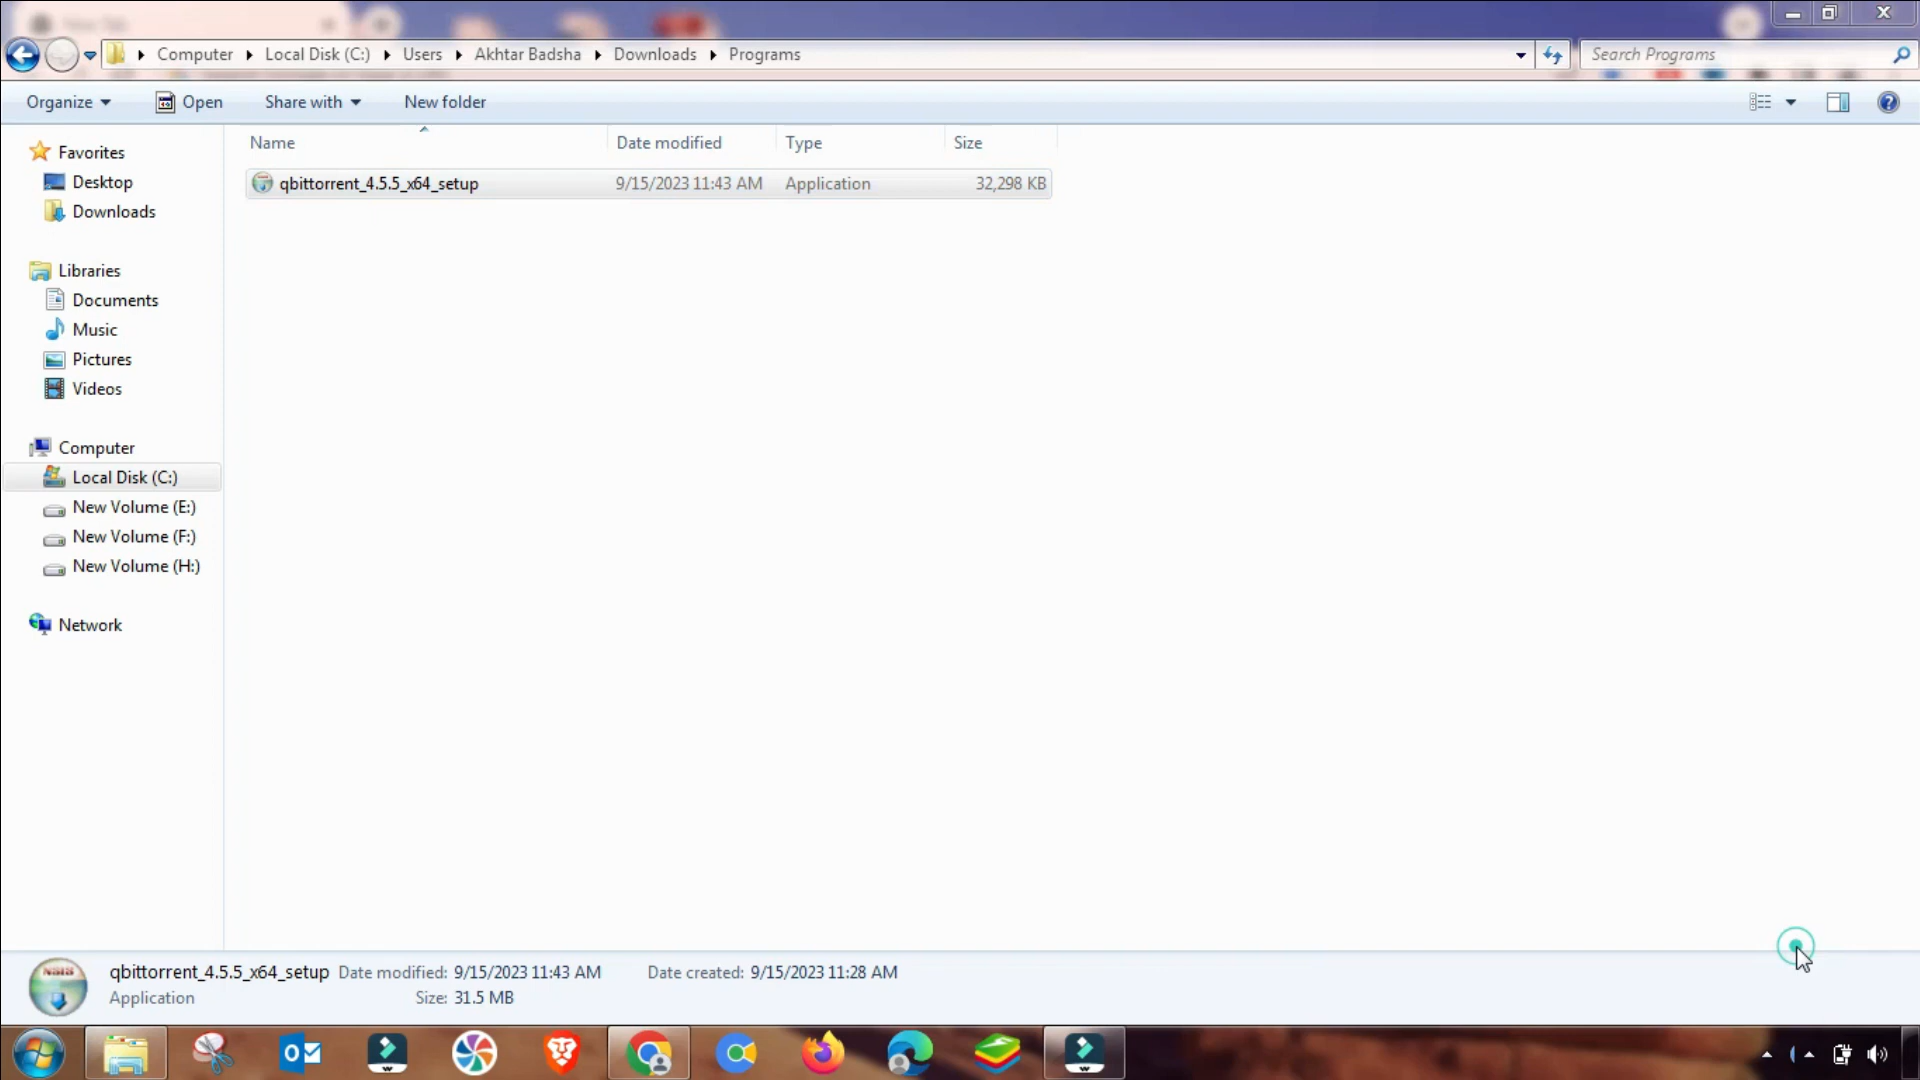 New Tab
Computer Local Disk (C:) Users Akhtar Badsha Downloads Programs
Search Programs
Organize Open Share with New folder
Name Date modified Type Size
qbittorrent_4.5.5_x64_setup 9/15/2023 11:43 AM Application 32,298 KB
Favorites
Desktop
Downloads
Libraries
Documents
Music
Pictures
Videos
Computer
Local Disk (C:)
New Volume (E:)
New Volume (F:)
New Volume (H:)
Network
NSIS
qbittorrent_4.5.5_x64_setup Date modified: 9/15/2023 11:43 AM Date created: 9/15/2023 11:28 AM
Application Size: 31.5 MB